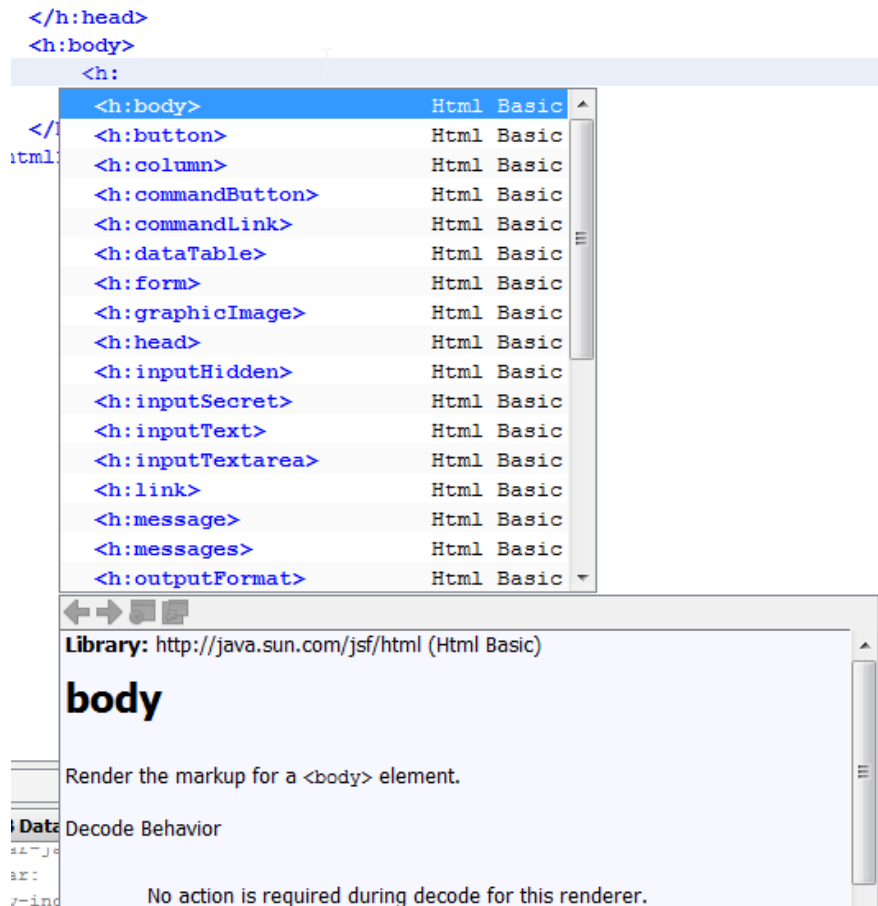 </h:head>
<h:body>
<h:
<h:body> Html Basic
<h:button> Html Basic
<h:column> Html Basic
<h:commandButton> Html Basic
<h:commandLink> Html Basic
<h:dataTable> Html Basic
<h:form> Html Basic
<h:graphicImage> Html Basic
<h:head> Html Basic
<h:inputHidden> Html Basic
<h:inputSecret> Html Basic
<h:inputText> Html Basic
<h:inputTextarea> Html Basic
<h:link> Html Basic
<h:message> Html Basic
<h:messages> Html Basic
<h:outputFormat> Html Basic
Library: http://java.sun.com/jsf/html (Html Basic)
body
Render the markup for a <body> element.
Data
Decode Behavior
No action is required during decode for this renderer.